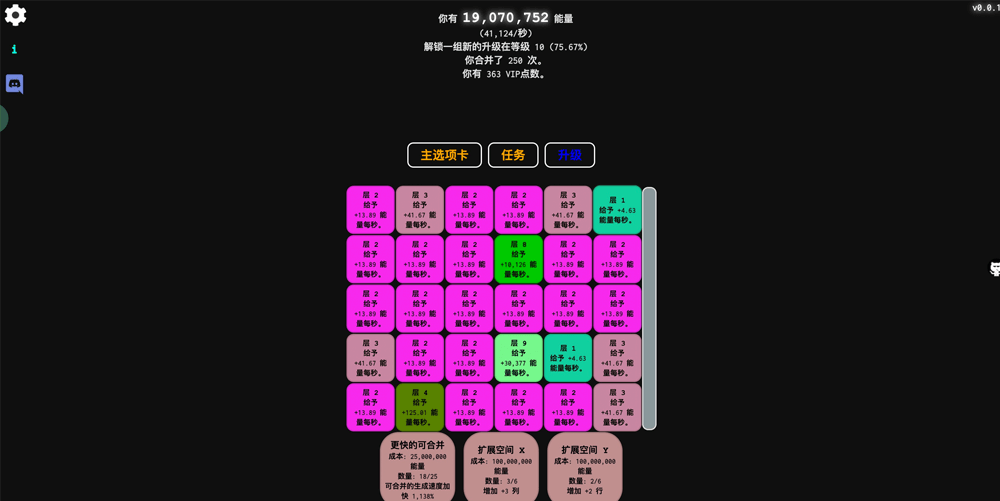 v0.0.1
你有 19,070,752 能量
(41,124/秒)
解锁一组新的升级在等级 10 (75.67%)
你合并了 250 次。
你有 363 VIP点数。
i
主选项卡 任务 升级
层 2 层 3 层 2 层 2 层 3 层 1
给予 给予 给予 给予 给予 给予 +4.63
+13.89 能 +41.67 能 +13.89 能 +13.89 能 +41.67 能 能量每秒。
量每秒。 量每秒。 量每秒。 量每秒。 量每秒。
层 2 层 2 层 2 层 8 层 2 层 2
给予 给予 给予 给予 给予 给予
+13.89 能 +13.89 能 +13.89 能 +10,126 能 +13.89 能 +13.89 能
量每秒。 量每秒。 量每秒。 量每秒。 量每秒。 量每秒。
层 2 层 2 层 2 层 2 层 2 层 2
给予 给予 给予 给予 给予 给予
+13.89 能 +13.89 能 +13.89 能 +13.89 能 +13.89 能 +13.89 能
量每秒。 量每秒。 量每秒。 量每秒。 量每秒。 量每秒。
层 3 层 2 层 2 层 9 层 1 层 3
给予 给予 给予 给予 给予 +4.63 给予
+41.67 能 +13.89 能 +13.89 能 +30,377 能 能量每秒。 +41.67 能
量每秒。 量每秒。 量每秒。 量每秒。 量每秒。
层 2 层 4 层 2 层 2 层 2 层 3
给予 给予 给予 给予 给予 给予
+13.89 能 +125.01 能 +13.89 能 +13.89 能 +13.89 能 +41.67 能
量每秒。 量每秒。 量每秒。 量每秒。 量每秒。 量每秒。
更快的可合并
成本: 25,000,000
能量
数量: 18/25
可合并的生成速度加
快 1,138%
扩展空间 X
成本: 100,000,000
能量
数量: 3/6
增加 +3 列
扩展空间 Y
成本: 100,000,000
能量
数量: 2/6
增加 +2 行